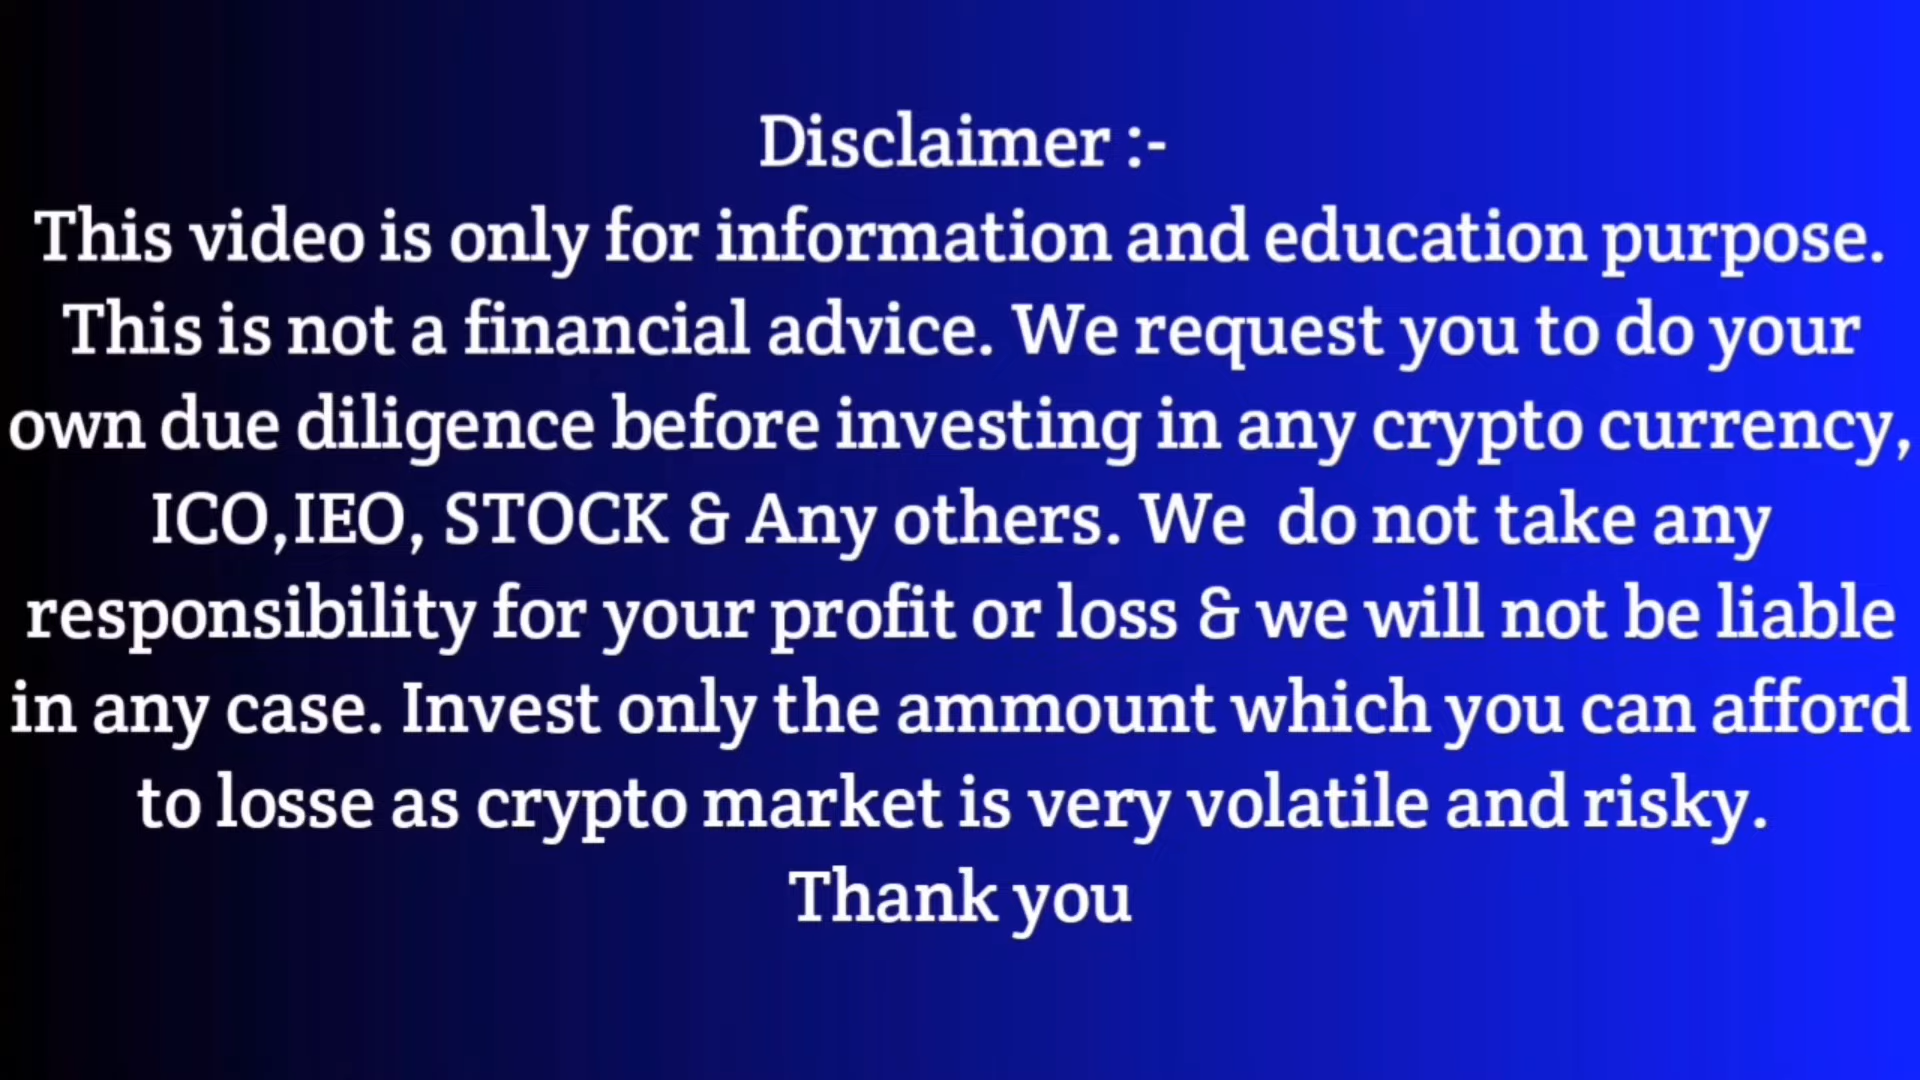 Disclaimer :-
This video is only for information and education purpose.
This is not a financial advice. We request you to do your
own due diligence before investing in any crypto currency,
ICO,IEO, STOCK & Any others. We  do not take any
responsibility for your profit or loss & we will not be liable
in any case. Invest only the ammount which you can afford
to losse as crypto market is very volatile and risky.
Thank you